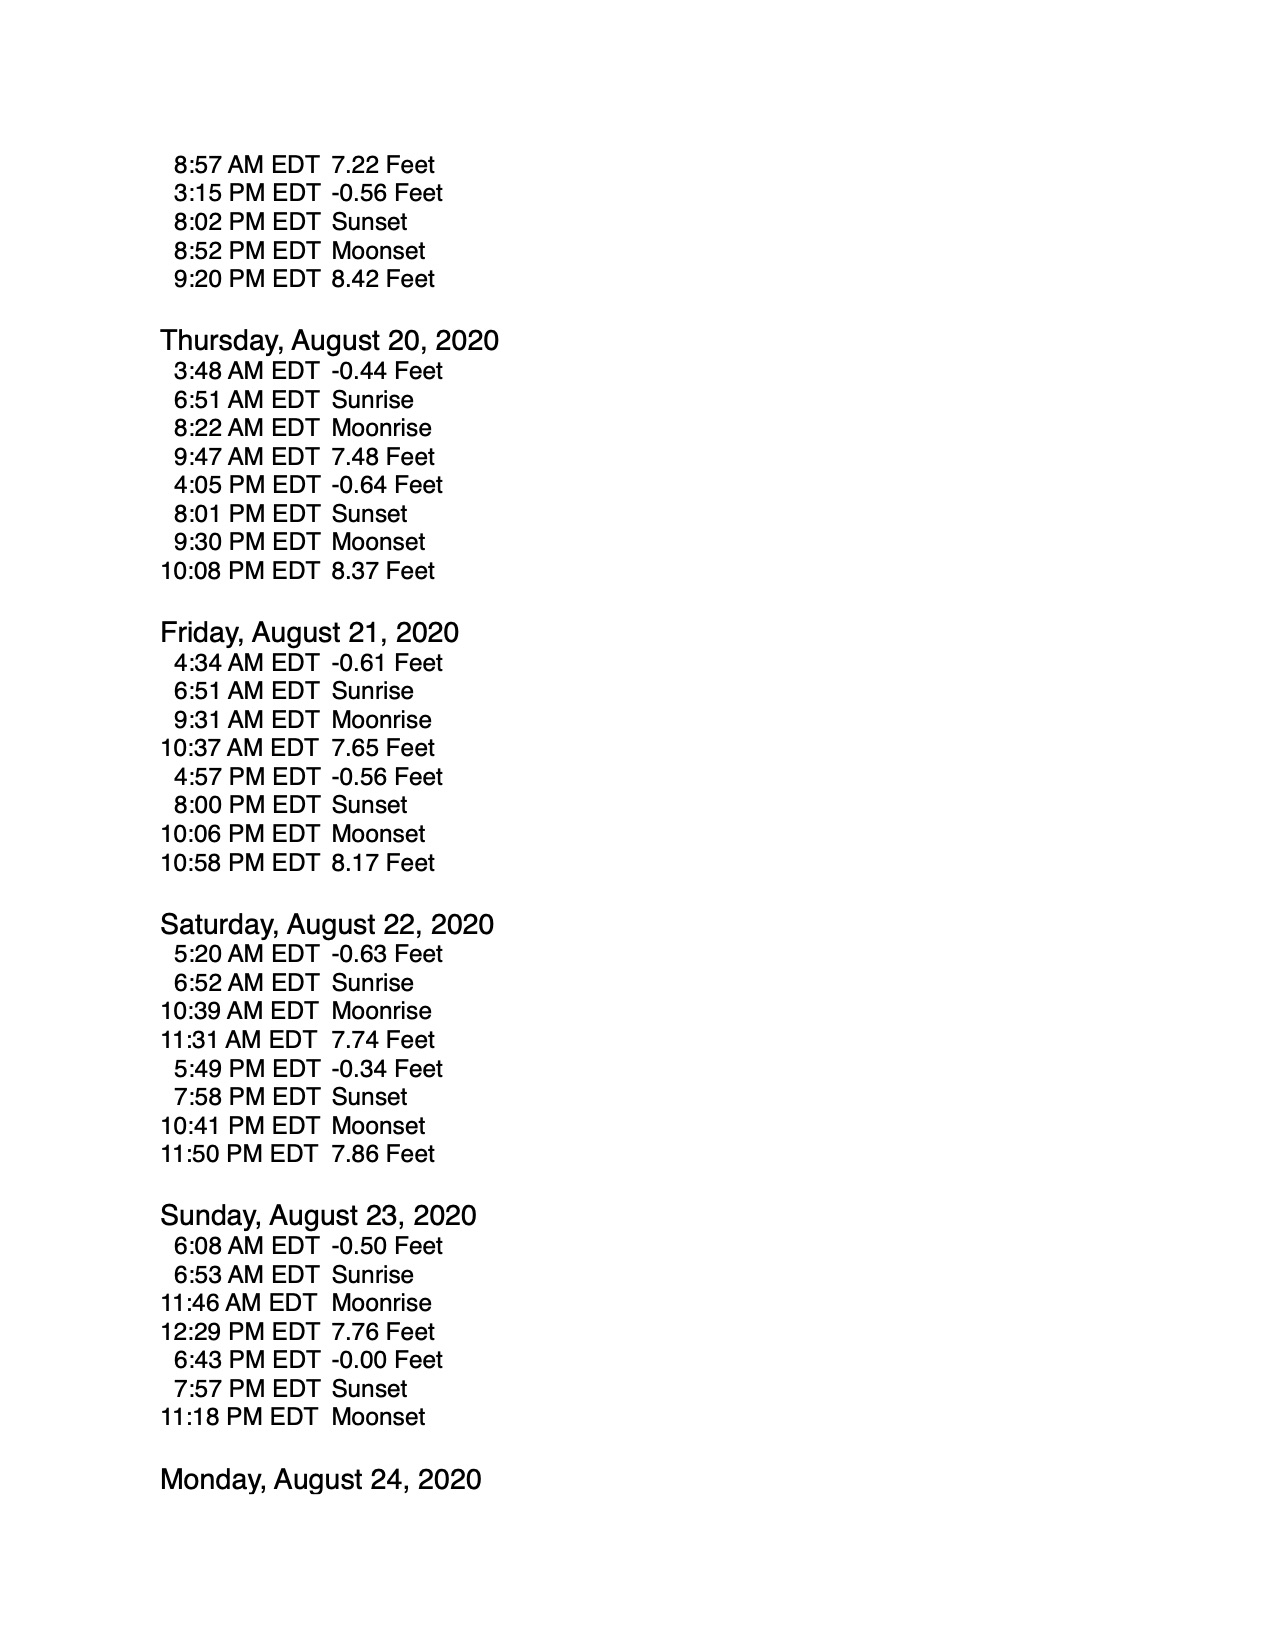 8:57 AM EDT 7.22 Feet
3:15 PM EDT -0.56 Feet
8:02 PM EDT Sunset
8:52 PM EDT Moonset
9:20 PM EDT 8.42 Feet
Thursday, August 20, 2020
3:48 AM EDT -0.44 Feet
6:51 AM EDT Sunrise
8:22 AM EDT Moonrise
9:47 AM EDT 7.48 Feet
4:05 PM EDT -0.64 Feet
8:01 PM EDT Sunset
9:30 PM EDT Moonset
10:08 PM EDT 8.37 Feet
Friday, August 21, 2020
4:34 AM EDT -0.61 Feet
6:51 AM EDT Sunrise
9:31 AM EDT Moonrise
10:37 AM EDT 7.65 Feet
4:57 PM EDT -0.56 Feet
8:00 PM EDT Sunset
10:06 PM EDT Moonset
10:58 PM EDT 8.17 Feet
Saturday, August 22, 2020
5:20 AM EDT -0.63 Feet
6:52 AM EDT Sunrise
10:39 AM EDT Moonrise
11:31 AM EDT 7.74 Feet
5:49 PM EDT -0.34 Feet
7:58 PM EDT Sunset
10:41 PM EDT Moonset
11:50 PM EDT 7.86 Feet
Sunday, August 23, 2020
6:08 AM EDT -0.50 Feet
6:53 AM EDT Sunrise
11:46 AM EDT Moonrise
12:29 PM EDT 7.76 Feet
6:43 PM EDT -0.00 Feet
7:57 PM EDT Sunset
11:18 PM EDT Moonset
Monday, August 24, 2020